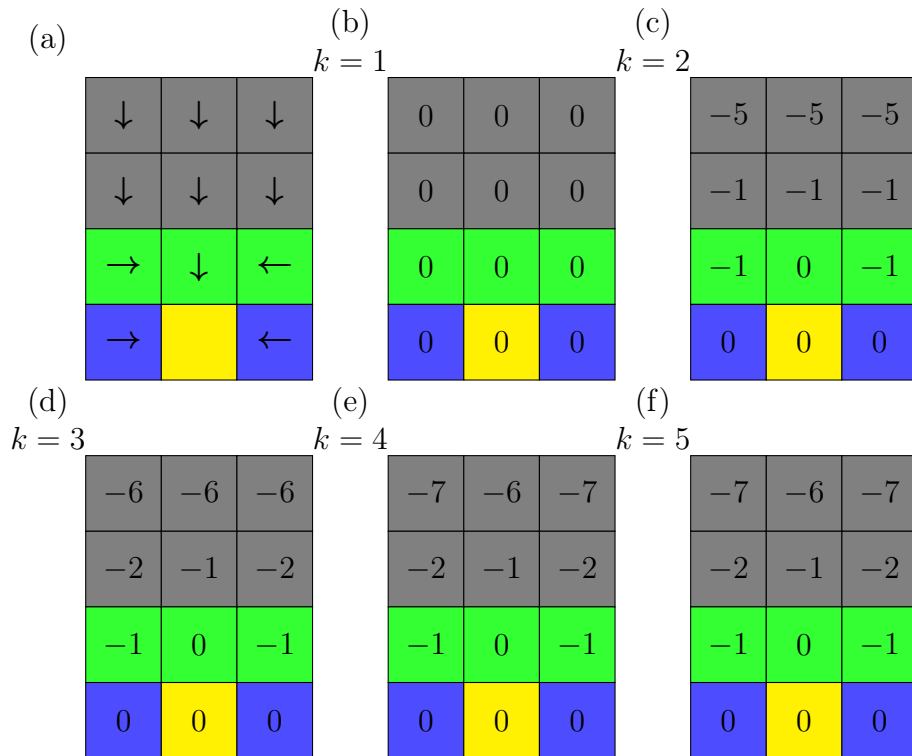 (a) (b) (c)
k = 1 k = 2
↓ ↓ ↓ 0 0 0 −5 −5 −5
↓ ↓ ↓ 0 0 0 −1 −1 −1
→ ↓ ← 0 0 0 −1 0 −1
→ ← 0 0 0 0 0 0
(d) (e) (f)
k = 3 k = 4 k = 5
−6 −6 −6 −7 −6 −7 −7 −6 −7
−2 −1 −2 −2 −1 −2 −2 −1 −2
−1 0 −1 −1 0 −1 −1 0 −1
0 0 0 0 0 0 0 0 0